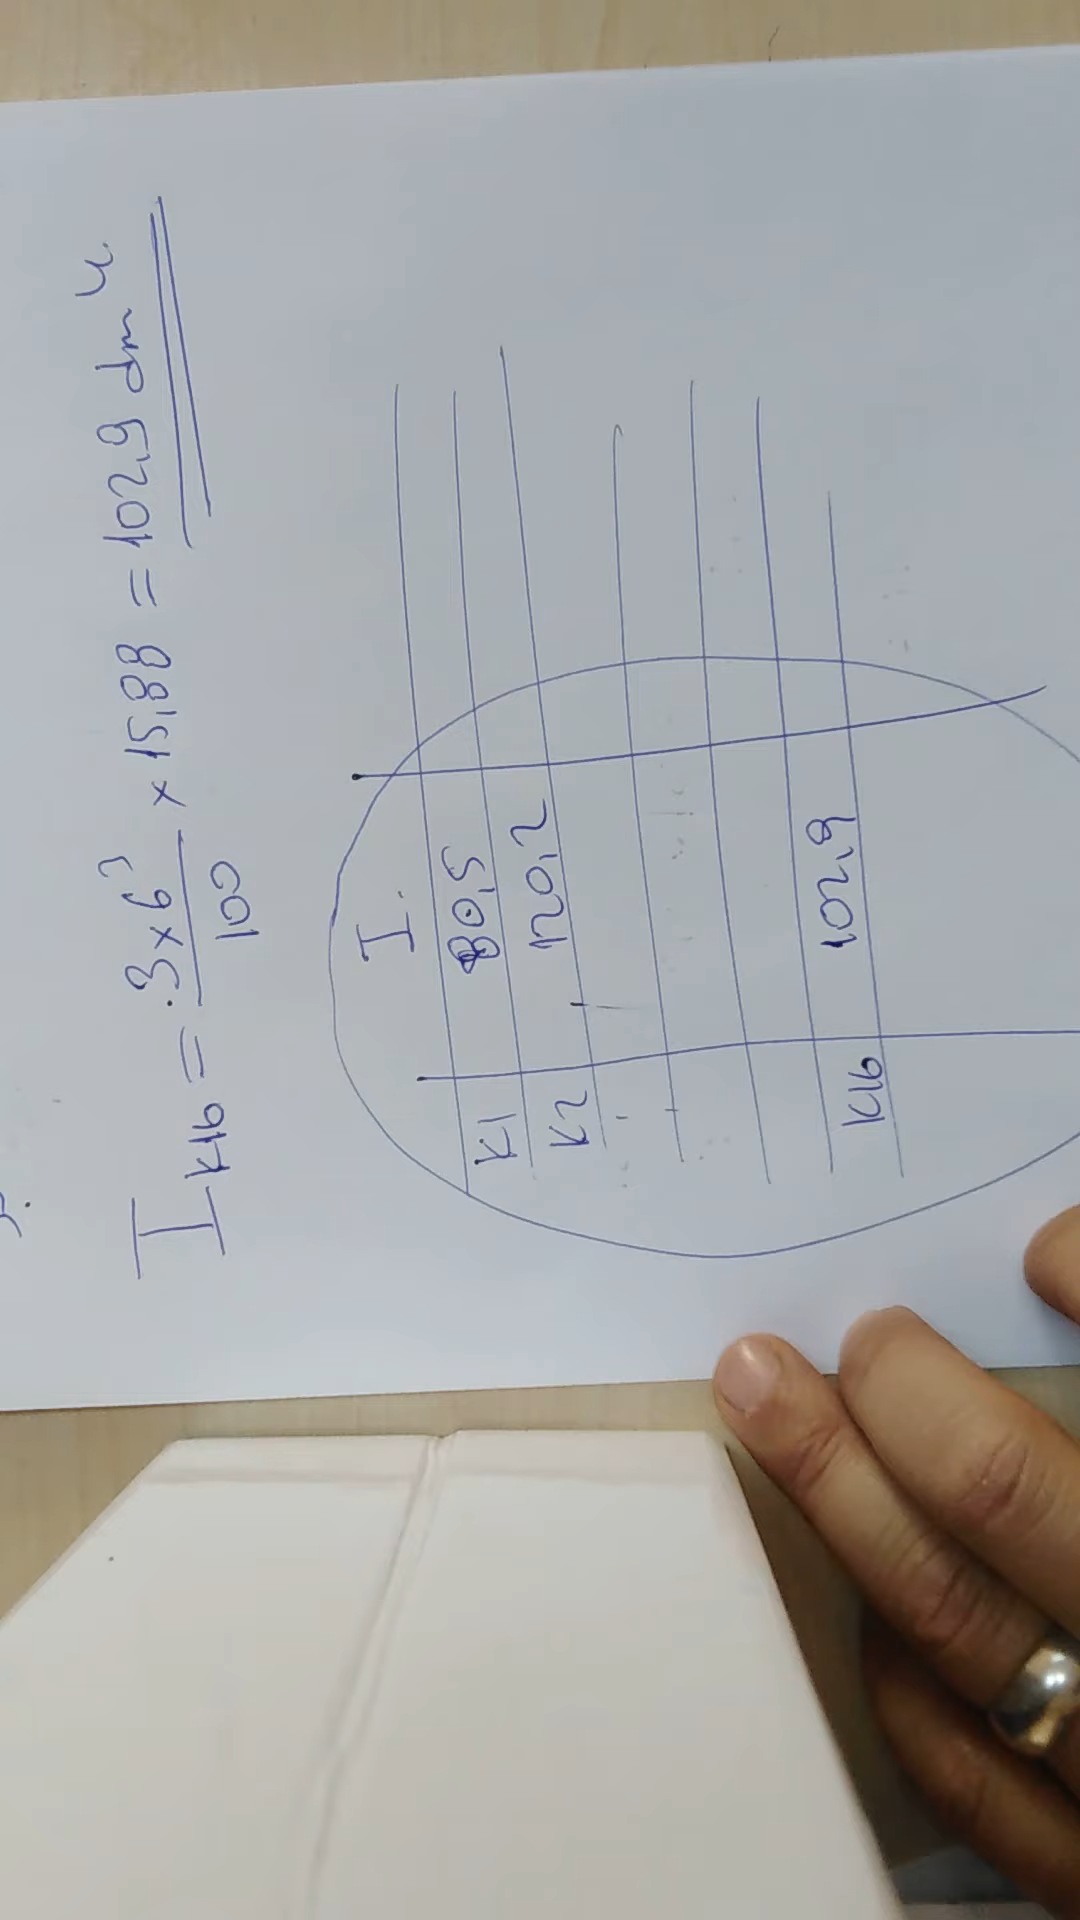 I K16 = 3 x 6³ / 100 x 15,88 = 102,9 dm⁴
I
K1 80,5
K2 120,2
K16 102,9